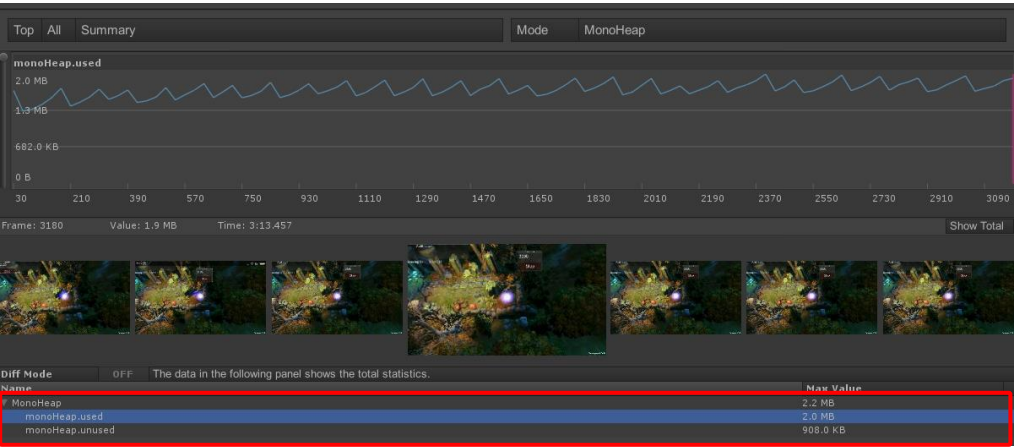 Top All Summary Mode MonoHeap
monoHeap.used
2.0 MB
1.3 MB
682.0 KB
0 B
30 210 390 570 750 930 1110 1290 1470 1650 1830 2010 2190 2370 2550 2730 2910 3090
Frame: 3180 Value: 1.9 MB Time: 3:13.457 Show Total
Diff Mode OFF The data in the following panel shows the total statistics.
Name Max Value
MonoHeap 2.2 MB
monoHeap.used 2.0 MB
monoHeap.unused 908.0 KB